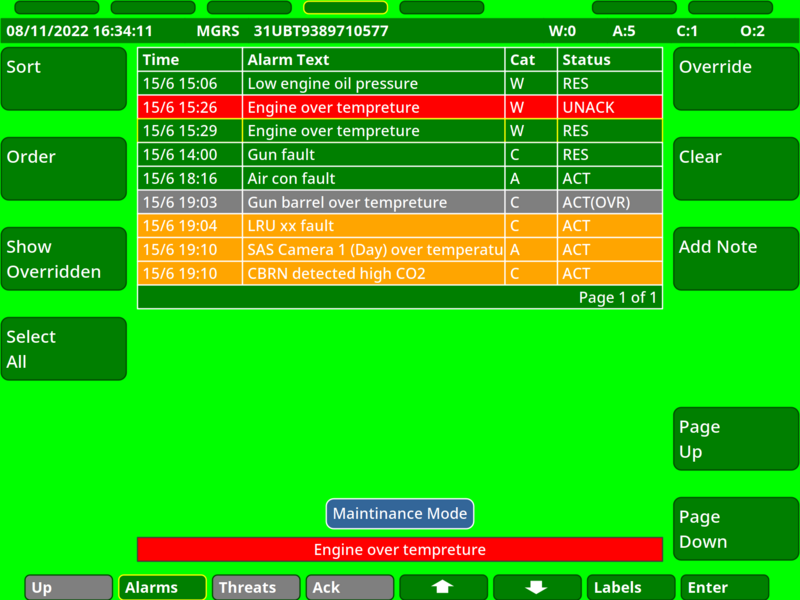 08/11/2022 16:34:11 MGRS 31UBT9389710577 W:0 A:5 C:1 O:2
Sort
Order
Show
Overridden
Select
All
Time Alarm Text Cat Status
15/6 15:06 Low engine oil pressure W RES
15/6 15:26 Engine over tempreture W UNACK
15/6 15:29 Engine over tempreture W RES
15/6 14:00 Gun fault C RES
15/6 18:16 Air con fault A ACT
15/6 19:03 Gun barrel over tempreture C ACT(OVR)
15/6 19:04 LRU xx fault C ACT
15/6 19:10 SAS Camera 1 (Day) over temperatu A ACT
15/6 19:10 CBRN detected high CO2 C ACT
Page 1 of 1
Override
Clear
Add Note
Page
Up
Page
Down
Maintinance Mode
Engine over tempreture
Up Alarms Threats Ack Labels Enter